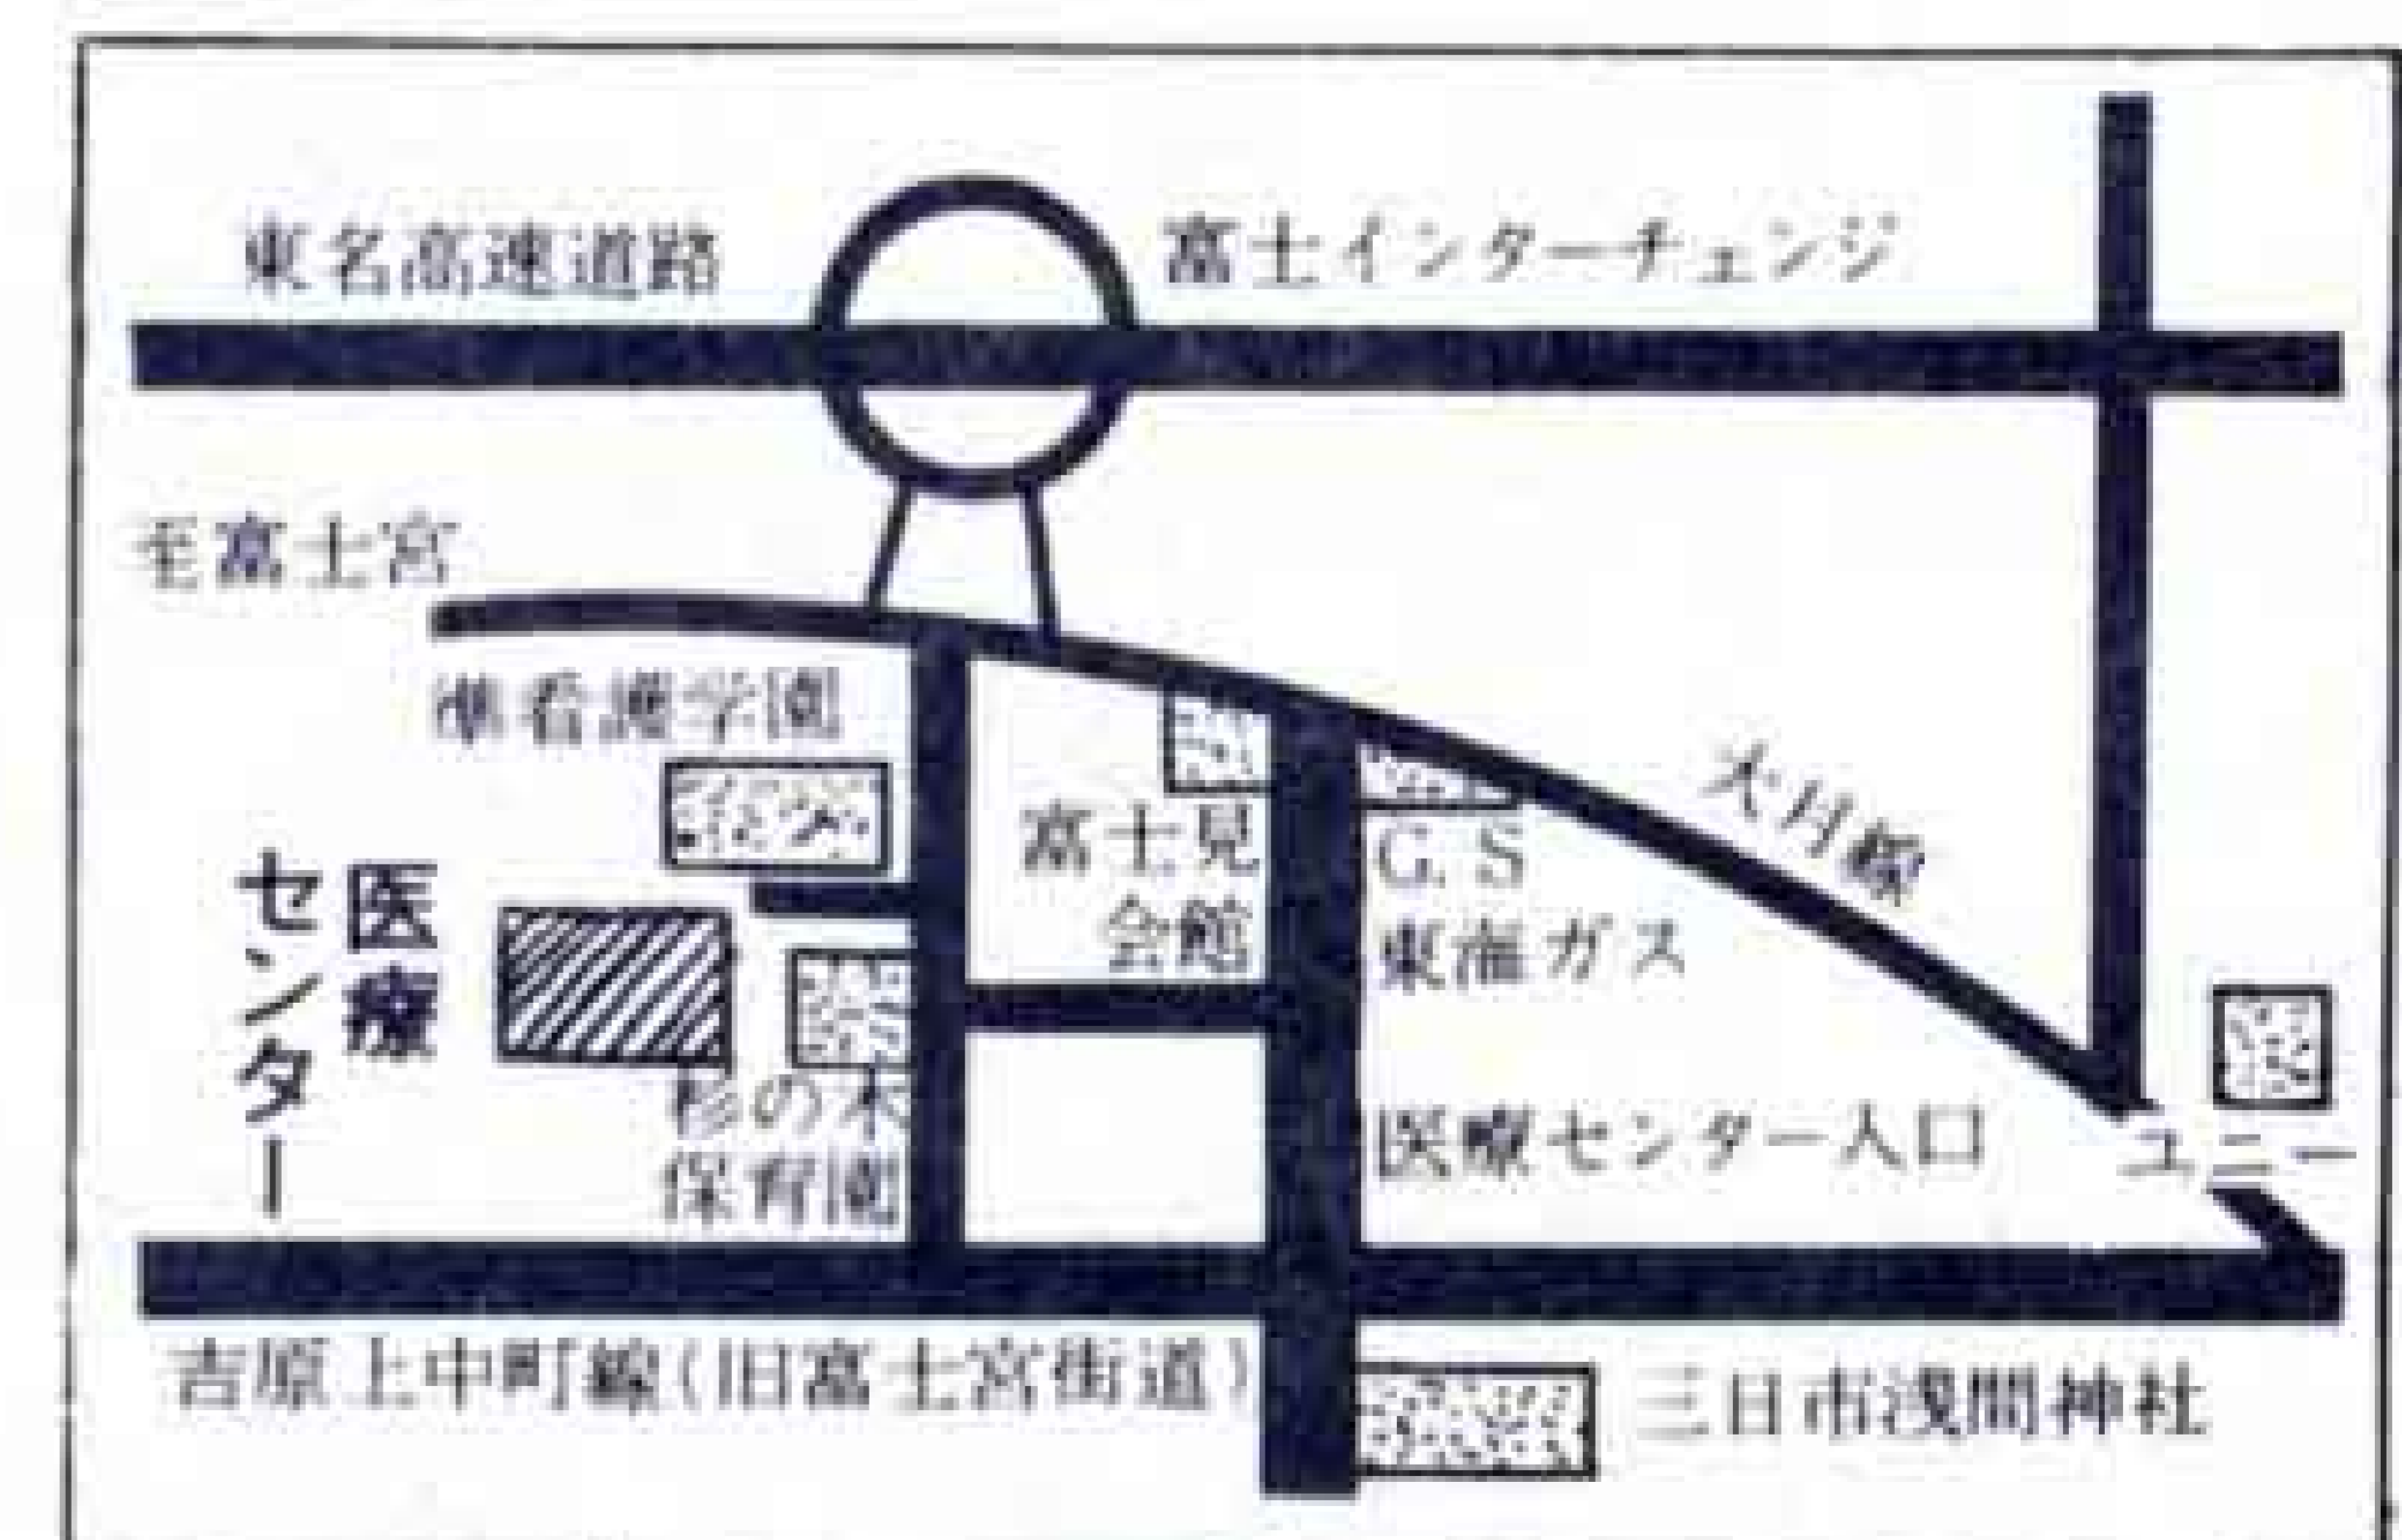 東名高速道路
富士インターチェンジ
至富士宮
准看護学園
大月線
富士見
会館
G.S
東海ガス
医療
センター
杉の木
保育園
医療センター入口
ユニー
吉原上中町線(旧富士宮街道)
三日市浅間神社